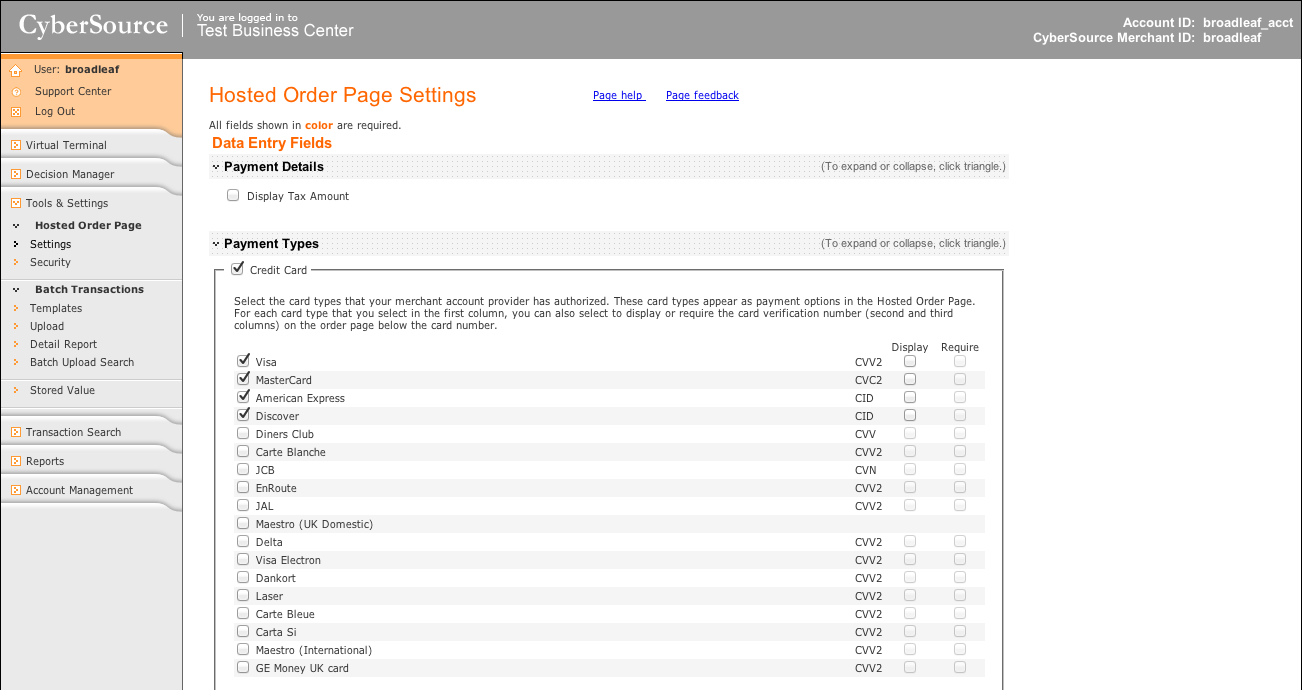 CyberSource
You are logged in to
Test Business Center
Account ID: broadleaf_acct
CyberSource Merchant ID: broadleaf
User: broadleaf
Support Center
Log Out
Virtual Terminal
Decision Manager
Tools & Settings
Hosted Order Page
Settings
Security
Batch Transactions
Templates
Upload
Detail Report
Batch Upload Search
Stored Value
Transaction Search
Reports
Account Management
Hosted Order Page Settings
Page help
Page feedback
All fields shown in color are required.
Data Entry Fields
Payment Details
(To expand or collapse, click triangle.)
Display Tax Amount
Payment Types
(To expand or collapse, click triangle.)
Credit Card
Select the card types that your merchant account provider has authorized. These card types appear as payment options in the Hosted Order Page.
For each card type that you select in the first column, you can also select to display or require the card verification number (second and third
columns) on the order page below the card number.
Display Require
Visa CVV2
MasterCard CVC2
American Express CID
Discover CID
Diners Club CVV
Carte Blanche CVV2
JCB CVN
EnRoute CVV2
JAL CVV2
Maestro (UK Domestic)
Delta CVV2
Visa Electron CVV2
Dankort CVV2
Laser CVV2
Carte Bleue CVV2
Carta Si CVV2
Maestro (International) CVV2
GE Money UK card CVV2